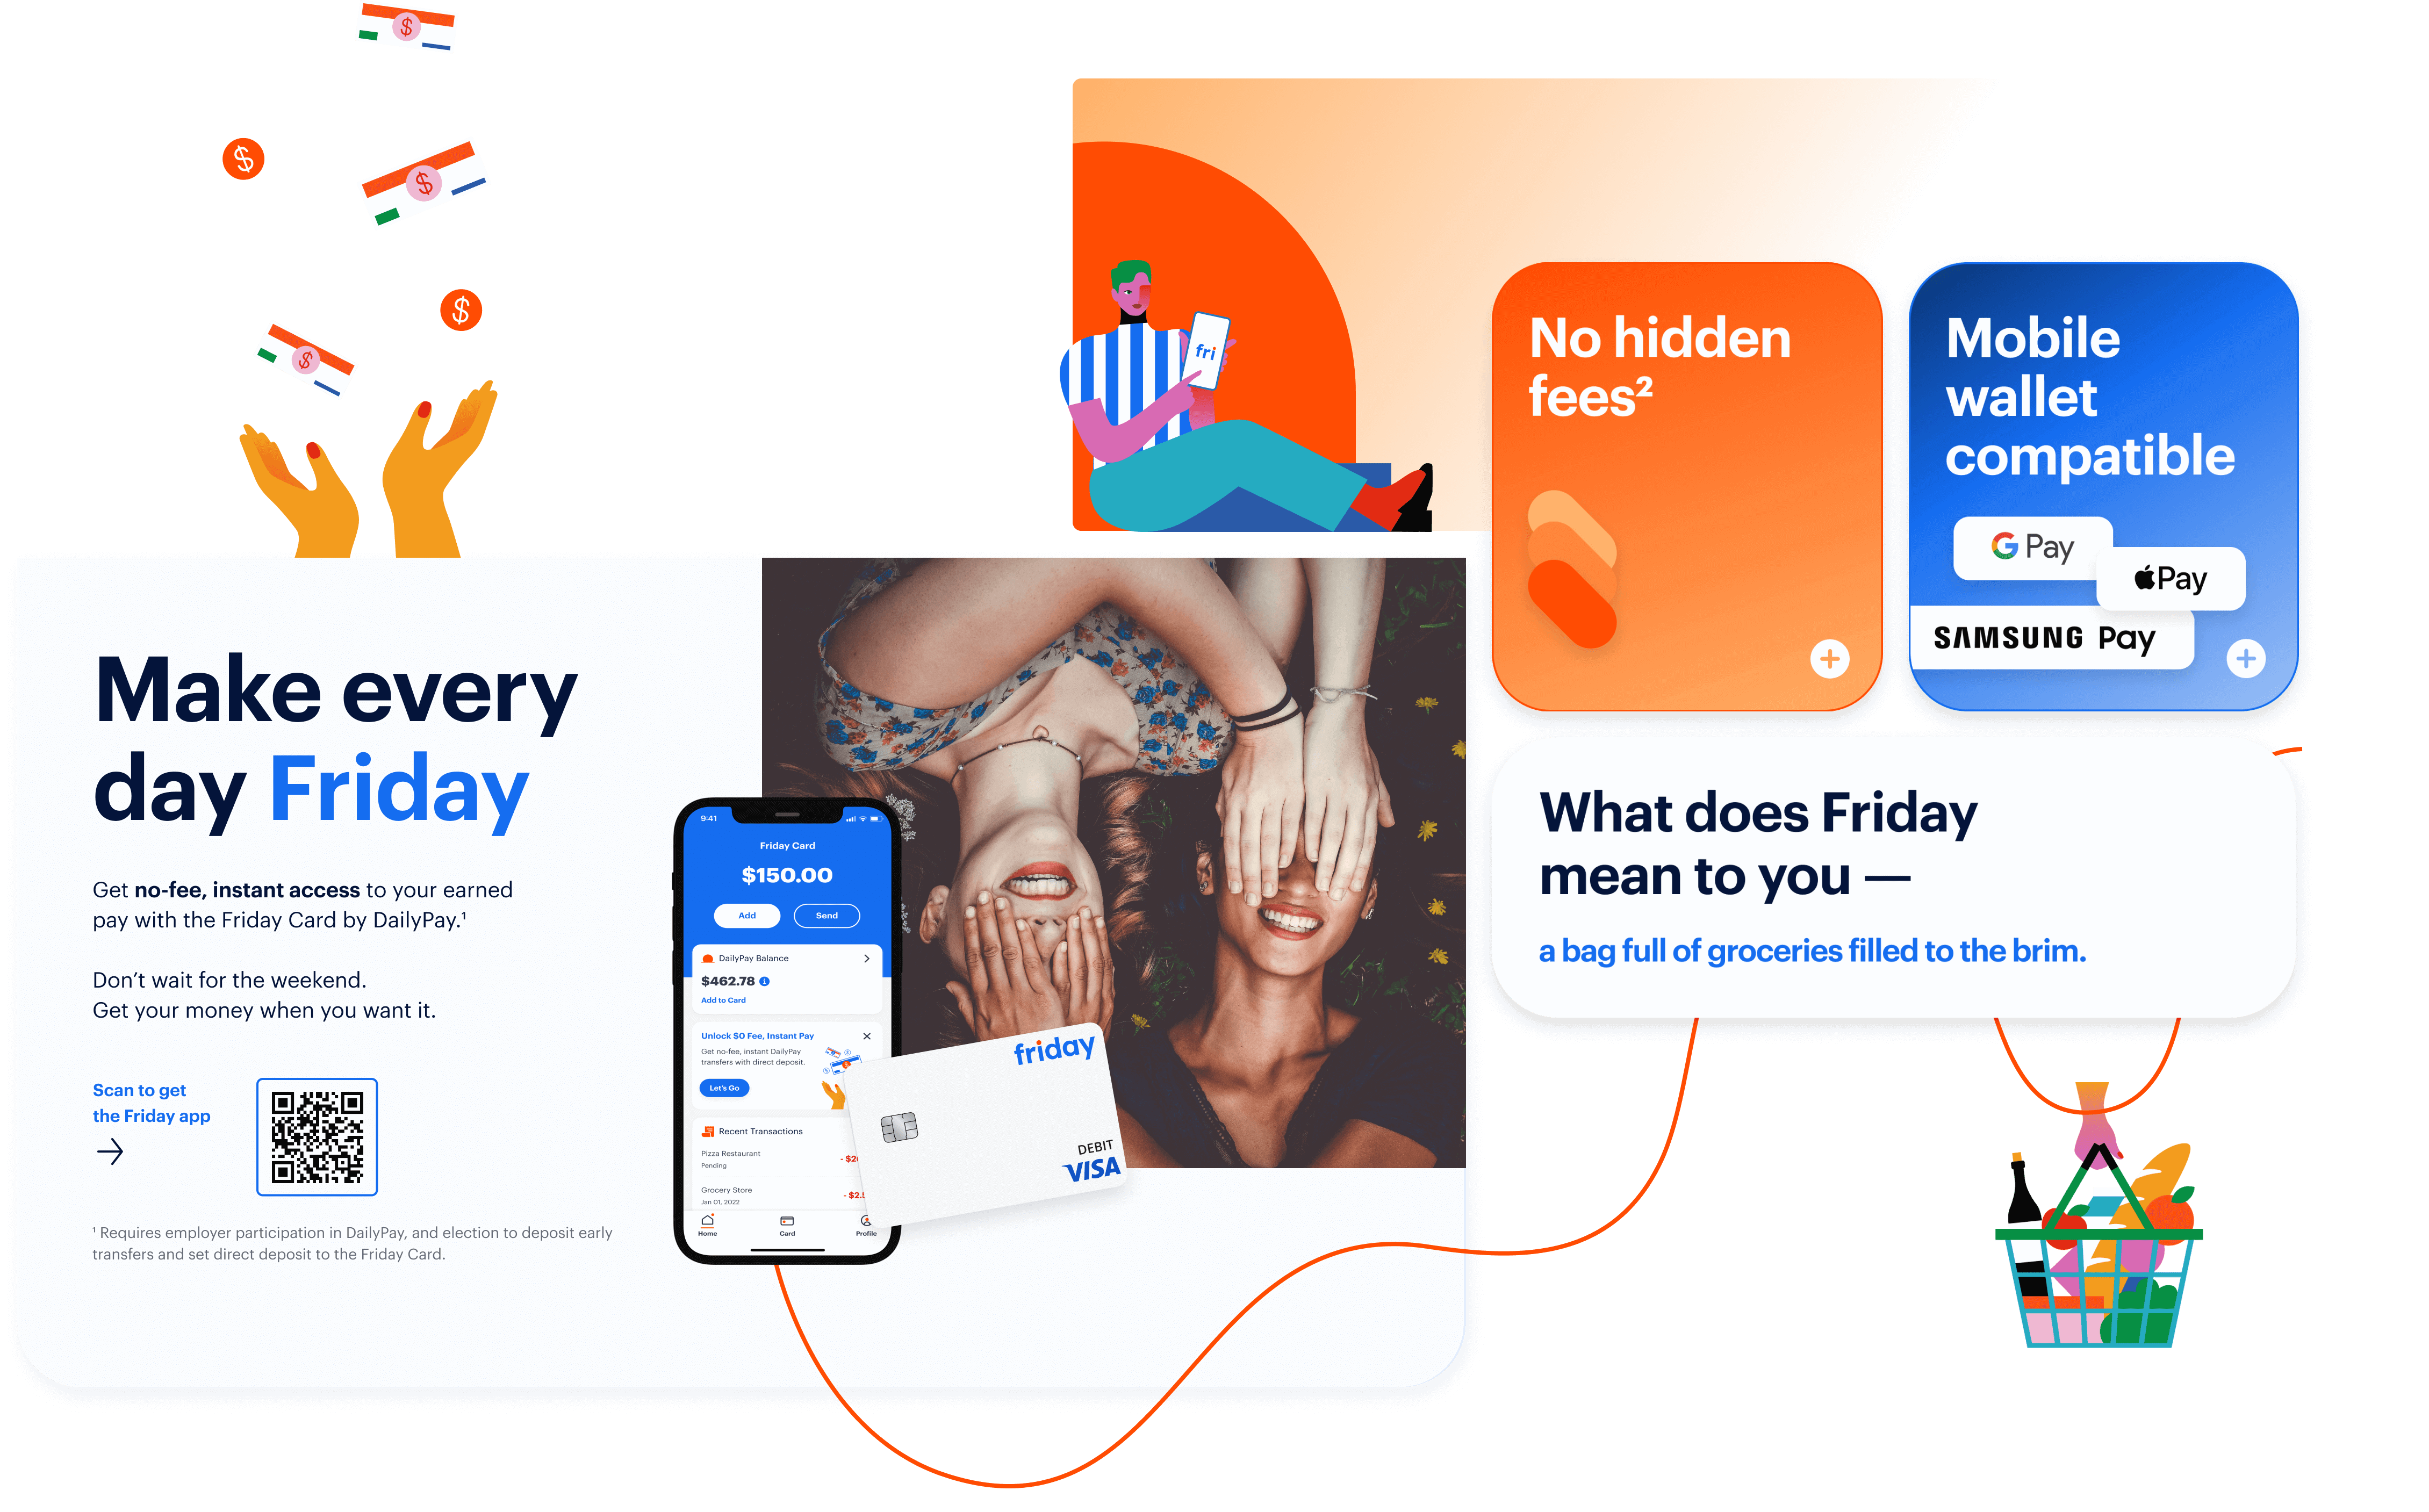 $
$
$
$
$
fri
No hidden
fees²
Mobile
wallet
compatible
G Pay
Pay
SAMSUNG Pay
Make every
day Friday
Get no-fee, instant access to your earned
pay with the Friday Card by DailyPay.¹
Don’t wait for the weekend.
Get your money when you want it.
Scan to get
the Friday app
¹ Requires employer participation in DailyPay, and election to deposit early
transfers and set direct deposit to the Friday Card.
9:41
Friday Card
$150.00
Add
Send
DailyPay Balance
$462.78
Add to Card
Unlock $0 Fee, Instant Pay
Get no-fee, instant DailyPay
transfers with direct deposit.
Let's Go
Recent Transactions
Pizza Restaurant
Pending
Grocery Store
Jan 01, 2022
Home
Card
Profile
friday
DEBIT
VISA
What does Friday
mean to you —
a bag full of groceries filled to the brim.